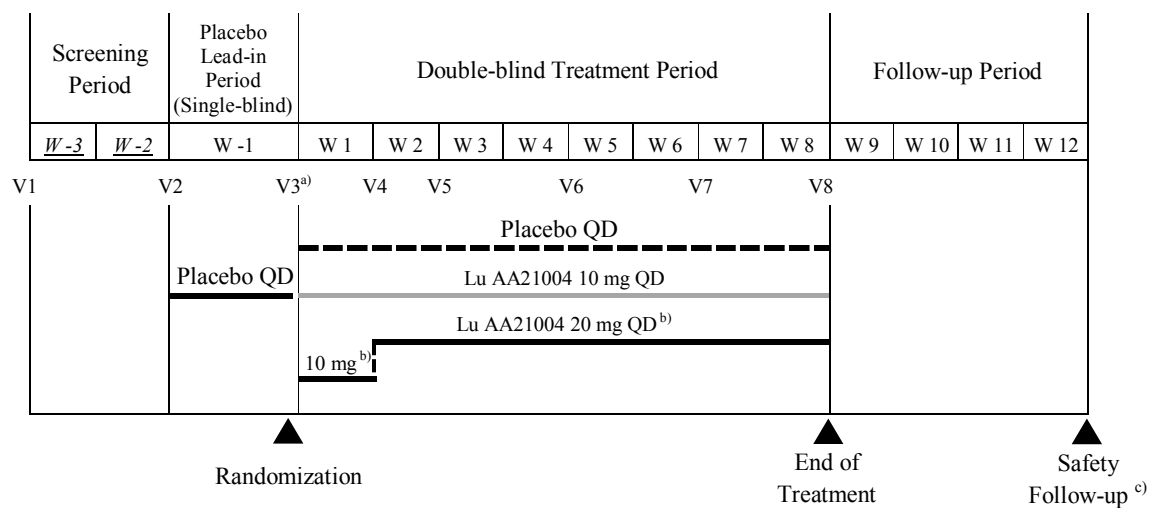 Screening
Period
Placebo
Lead-in
Period
(Single-blind)
Double-blind Treatment Period
Follow-up Period
W -3 W -2 W -1 W 1 W 2 W 3 W 4 W 5 W 6 W 7 W 8 W 9 W 10 W 11 W 12
V1 V2 V3a) V4 V5 V6 V7 V8
Placebo QD
Placebo QD
Lu AA21004 10 mg QD
Lu AA21004 20 mg QD b)
10 mg b)
Randomization
End of
Treatment
Safety
Follow-up c)